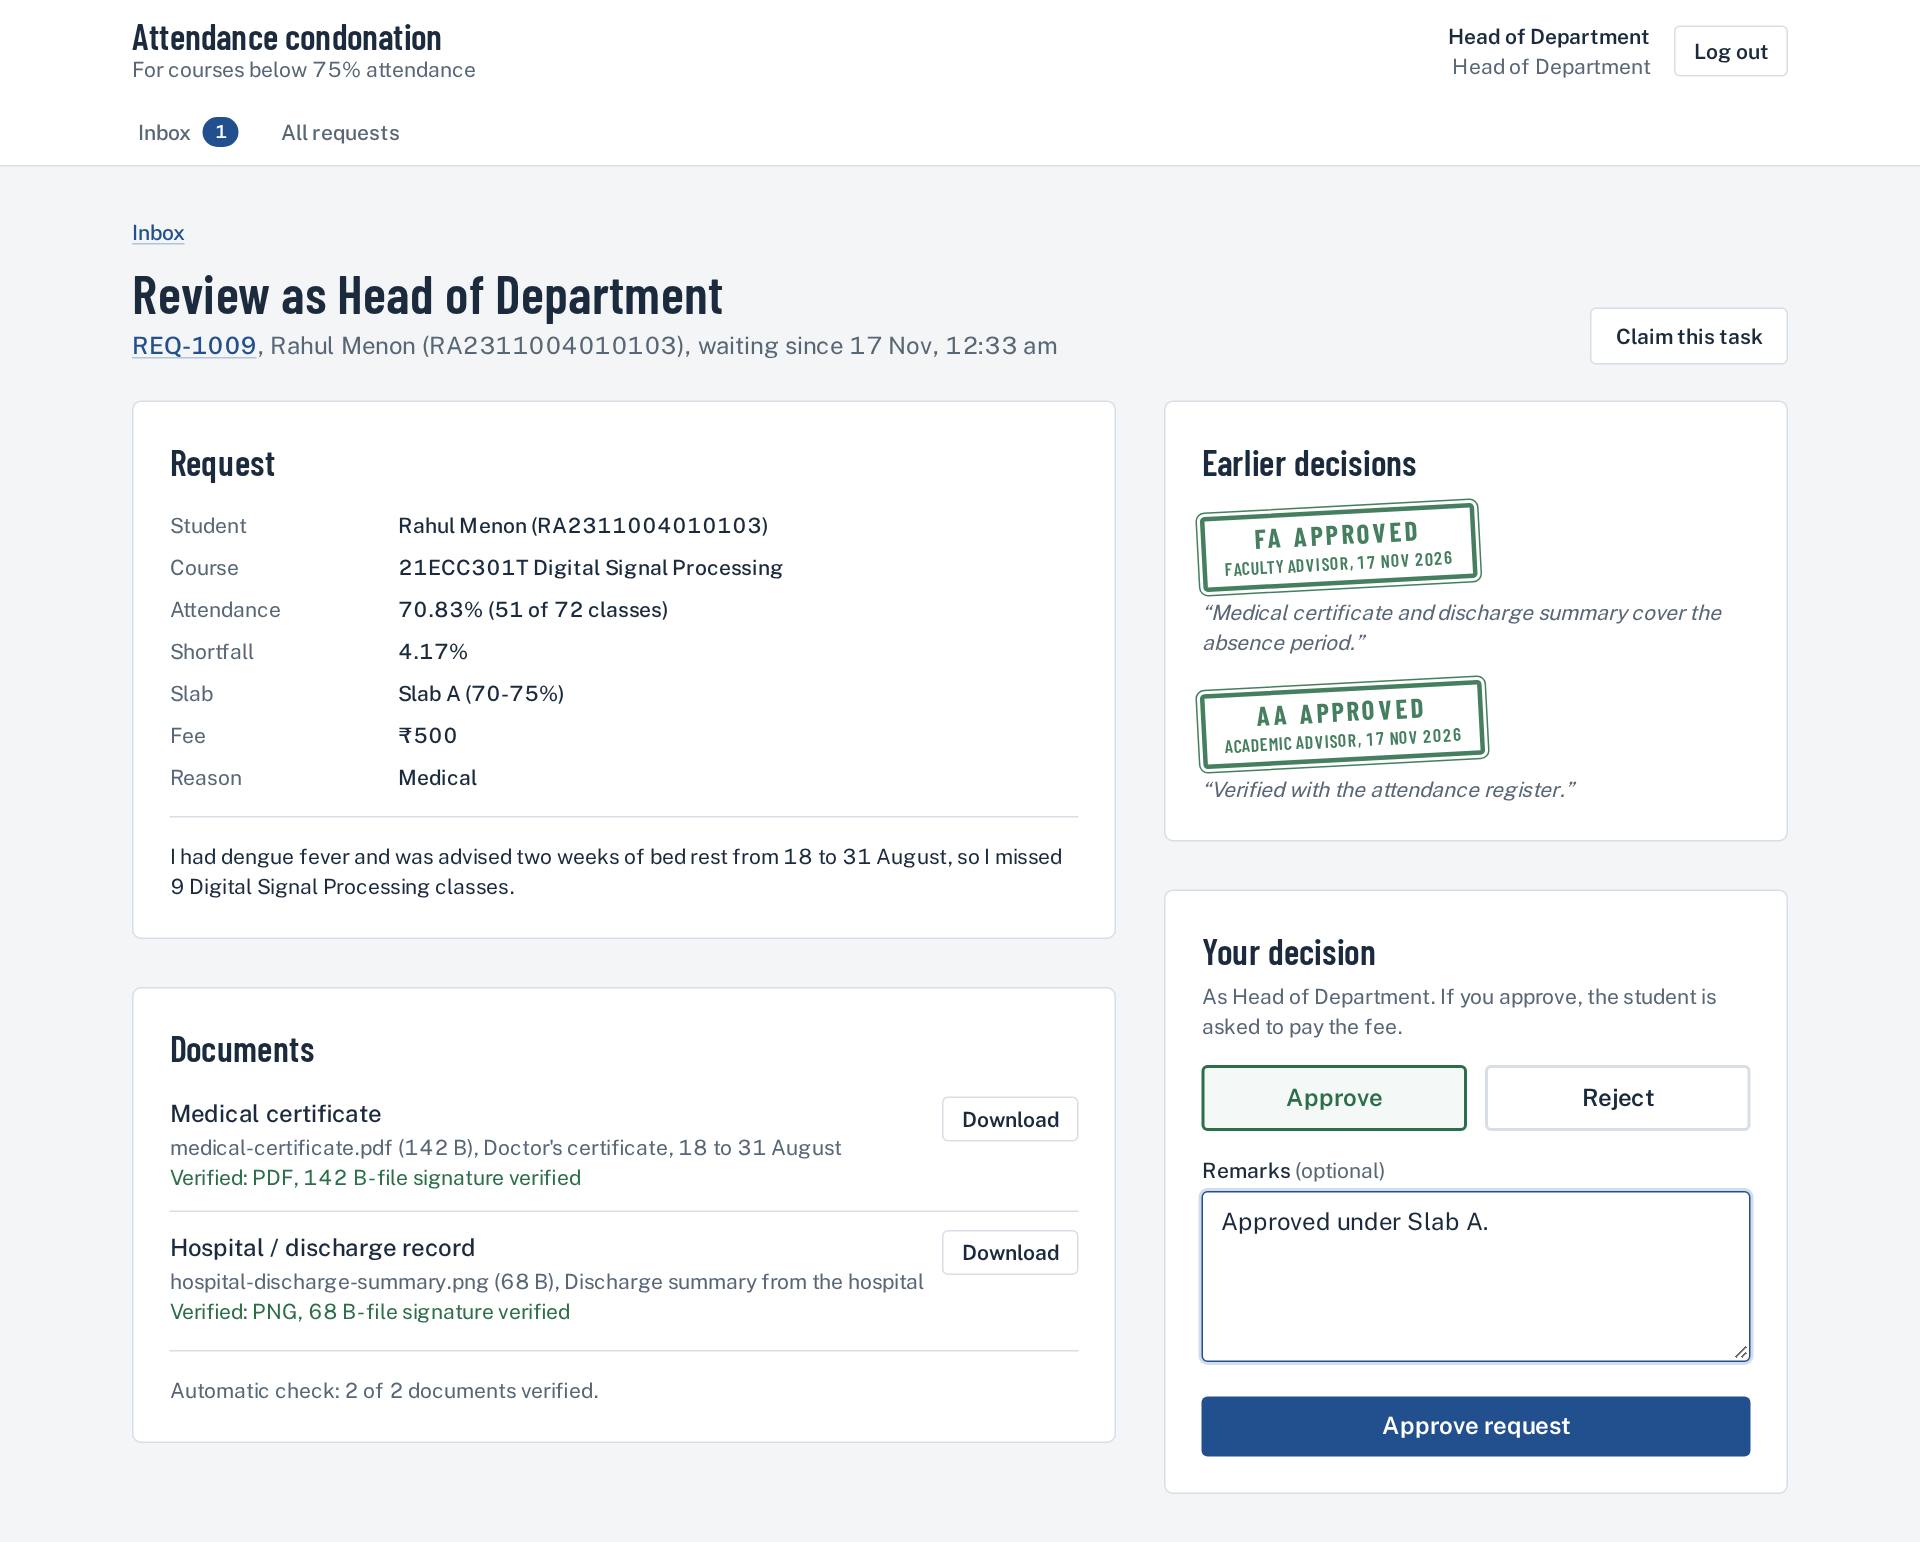 Attendance condonation
For courses below 75% attendance
Head of Department
Head of Department
Log out
Inbox 1
All requests
Inbox
Review as Head of Department
REQ-1009, Rahul Menon (RA2311004010103), waiting since 17 Nov, 12:33 am
Claim this task
Request
Student Rahul Menon (RA2311004010103)
Course 21ECC301T Digital Signal Processing
Attendance 70.83% (51 of 72 classes)
Shortfall 4.17%
Slab Slab A (70-75%)
Fee ₹500
Reason Medical
I had dengue fever and was advised two weeks of bed rest from 18 to 31 August, so I missed
9 Digital Signal Processing classes.
Documents
Medical certificate
medical-certificate.pdf (142 B), Doctor's certificate, 18 to 31 August
Verified: PDF, 142 B - file signature verified
Download
Hospital / discharge record
hospital-discharge-summary.png (68 B), Discharge summary from the hospital
Verified: PNG, 68 B - file signature verified
Download
Automatic check: 2 of 2 documents verified.
Earlier decisions
FA APPROVED
FACULTY ADVISOR, 17 NOV 2026
“Medical certificate and discharge summary cover the
absence period.”
AA APPROVED
ACADEMIC ADVISOR, 17 NOV 2026
“Verified with the attendance register.”
Your decision
As Head of Department. If you approve, the student is
asked to pay the fee.
Approve
Reject
Remarks (optional)
Approved under Slab A.
Approve request